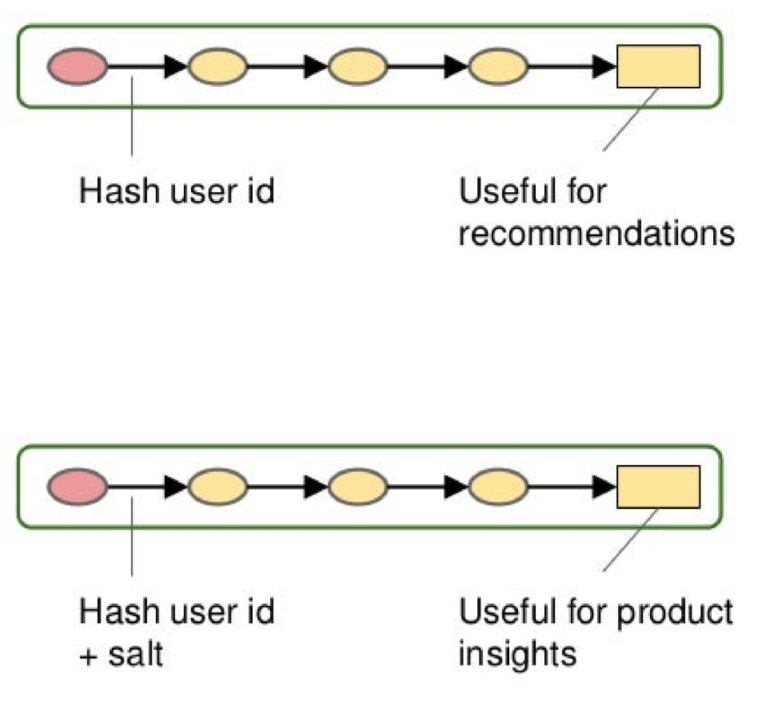 Hash user id
Useful for
recommendations
Hash user id
+ salt
Useful for product
insights